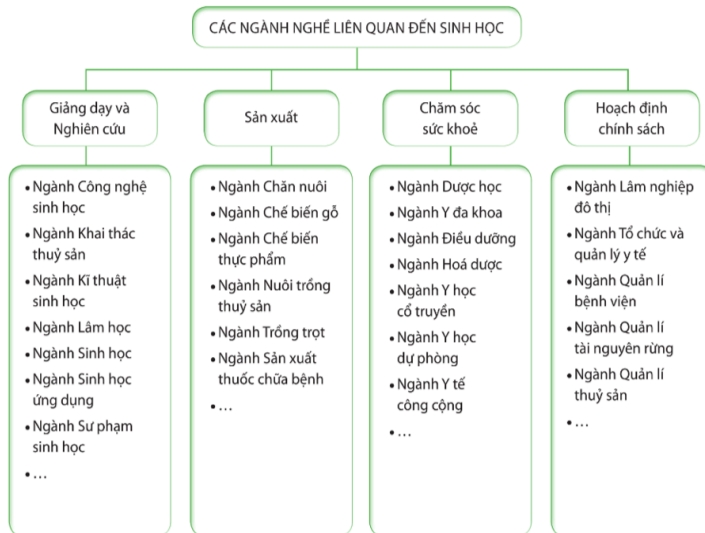 CÁC NGÀNH NGHỀ LIÊN QUAN ĐẾN SINH HỌC
Giảng dạy và
Nghiên cứu
• Ngành Công nghệ
sinh học
• Ngành Khai thác
thuỷ sản
• Ngành Kĩ thuật
sinh học
• Ngành Lâm học
• Ngành Sinh học
• Ngành Sinh học
ứng dụng
• Ngành Sư phạm
sinh học
• ...
Sản xuất
• Ngành Chăn nuôi
• Ngành Chế biến gỗ
• Ngành Chế biến
thực phẩm
• Ngành Nuôi trồng
thuỷ sản
• Ngành Trồng trọt
• Ngành Sản xuất
thuốc chữa bệnh
• ...
Chăm sóc
sức khoẻ
• Ngành Dược học
• Ngành Y đa khoa
• Ngành Điều dưỡng
• Ngành Hoá dược
• Ngành Y học
cổ truyền
• Ngành Y học
dự phòng
• Ngành Y tế
công cộng
• ...
Hoạch định
chính sách
• Ngành Lâm nghiệp
đô thị
• Ngành Tổ chức và
quản lý y tế
• Ngành Quản lí
bệnh viện
• Ngành Quản lí
tài nguyên rừng
• Ngành Quản lí
thuỷ sản
• ...